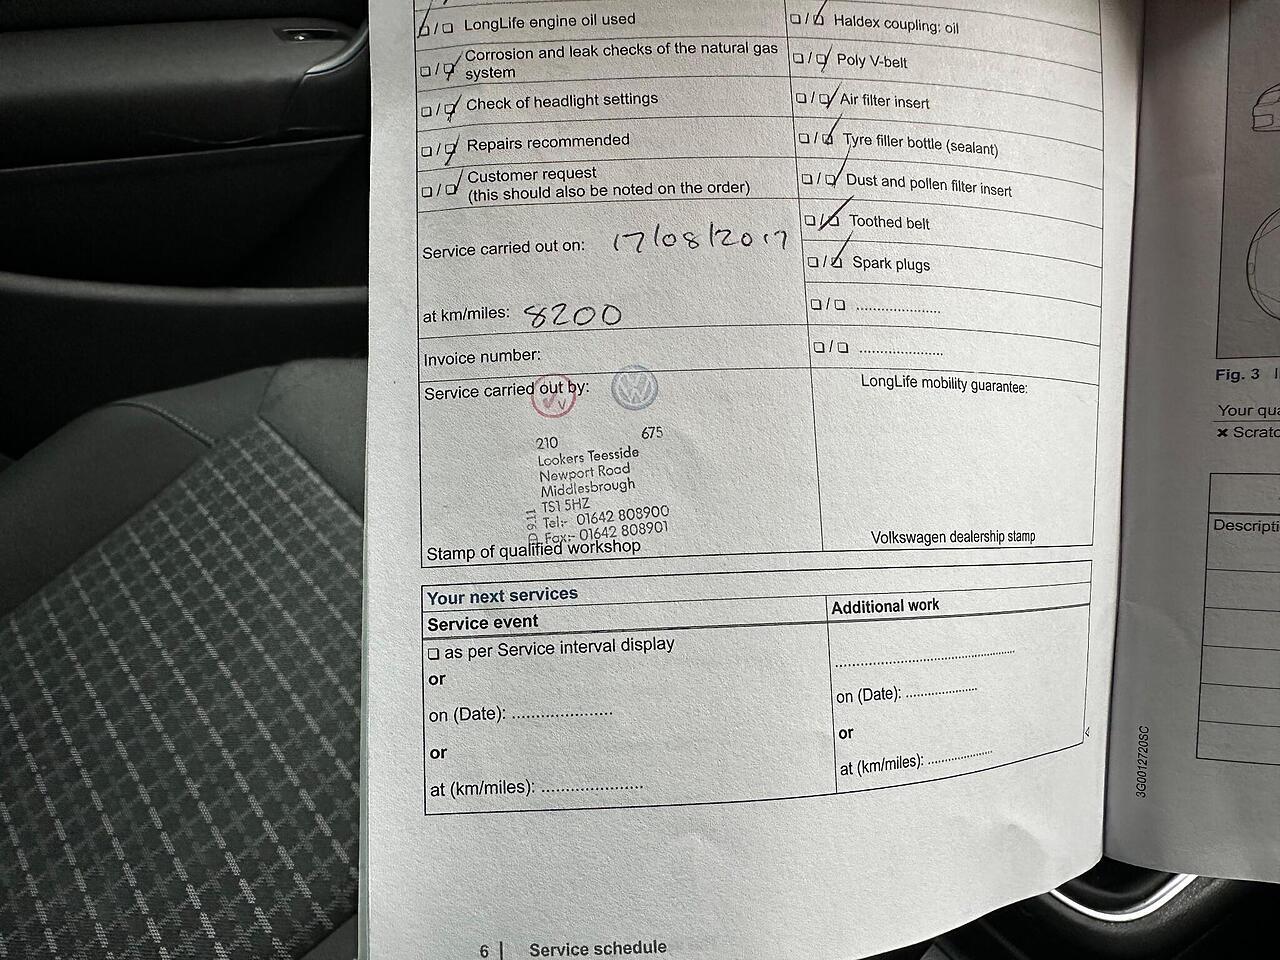 LongLife engine oil used
Corrosion and leak checks of the natural gas
system
Check of headlight settings
Repairs recommended
Customer request
(this should also be noted on the order)
Service carried out on: 17/08/2017
at km/miles: 8200
Invoice number:
Service carried out by:
210 675
Lookers Teesside
Newport Road
Middlesbrough
TS1 5HZ
Tel:- 01642 808900
Fax:- 01642 808901
Stamp of qualified workshop
Haldex coupling: oil
Poly V-belt
Air filter insert
Tyre filler bottle (sealant)
Dust and pollen filter insert
Toothed belt
Spark plugs
LongLife mobility guarantee:
Volkswagen dealership stamp
Your next services
Service event
as per Service interval display
or
on (Date): .....................
or
at (km/miles): .....................
Additional work
on (Date): ...............
or
at (km/miles): ...............
6 | Service schedule
3G0012720SC
Fig. 3
Your